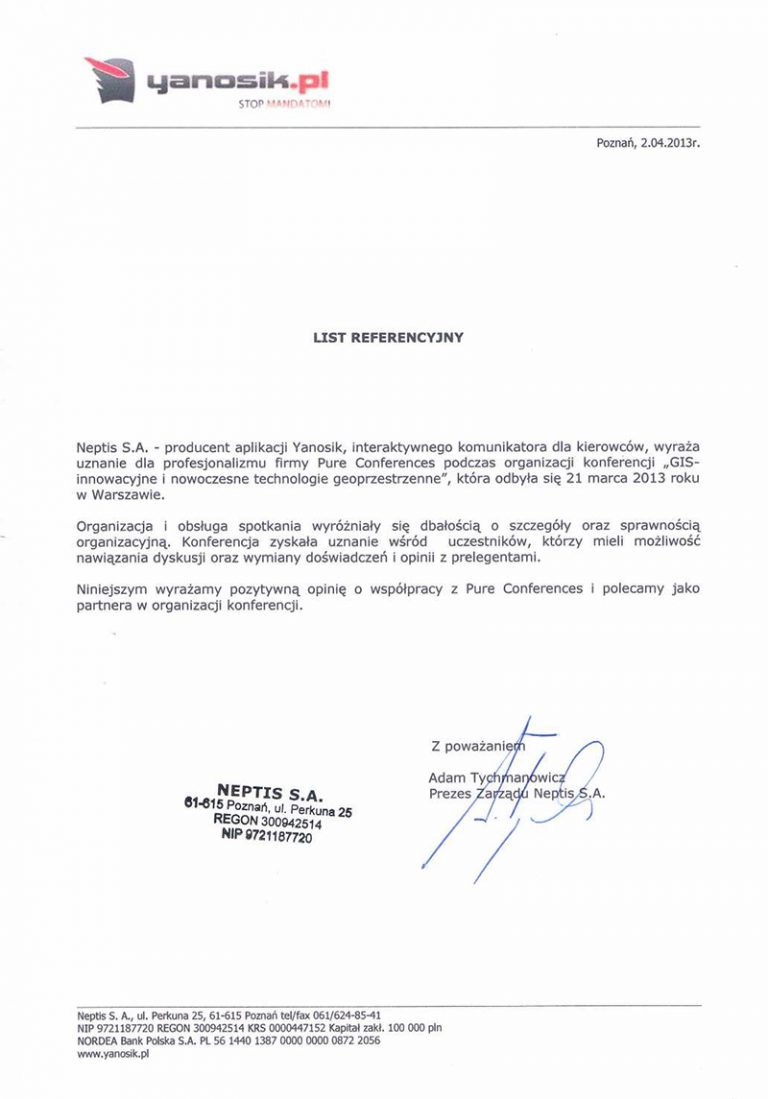 yanosik.pl
STOP MANDATOM!
Poznań, 2.04.2013r.
LIST REFERENCYJNY
Neptis S.A. - producent aplikacji Yanosik, interaktywnego komunikatora dla kierowców, wyraża
uznanie dla profesjonalizmu firmy Pure Conferences podczas organizacji konferencji „GIS-
innowacyjne i nowoczesne technologie geoprzestrzenne”, która odbyła się 21 marca 2013 roku
w Warszawie.
Organizacja i obsługa spotkania wyróżniały się dbałością o szczegóły oraz sprawnością
organizacyjną. Konferencja zyskała uznanie wśród uczestników, którzy mieli możliwość
nawiązania dyskusji oraz wymiany doświadczeń i opinii z prelegentami.
Niniejszym wyrażamy pozytywną opinię o współpracy z Pure Conferences i polecamy jako
partnera w organizacji konferencji.
Z poważaniem
Adam Tychmanowicz
Prezes Zarządu Neptis S.A.
NEPTIS S.A.
61-615 Poznań, ul. Perkuna 25
REGON 300942514
NIP 9721187720
Neptis S. A., ul. Perkuna 25, 61-615 Poznań tel/fax 061/624-85-41
NIP 9721187720 REGON 300942514 KRS 0000447152 Kapitał zakł. 100 000 pln
NORDEA Bank Polska S.A. PL 56 1440 1387 0000 0000 0872 2056
www.yanosik.pl